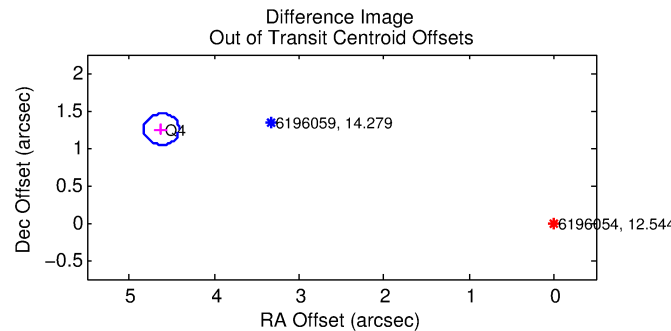 Difference Image
Out of Transit Centroid Offsets
Dec Offset (arcsec)
2
1.5
1
0.5
0
−0.5
Q4
6196059, 14.279
6196054, 12.544
5
4
3
2
1
0
RA Offset (arcsec)